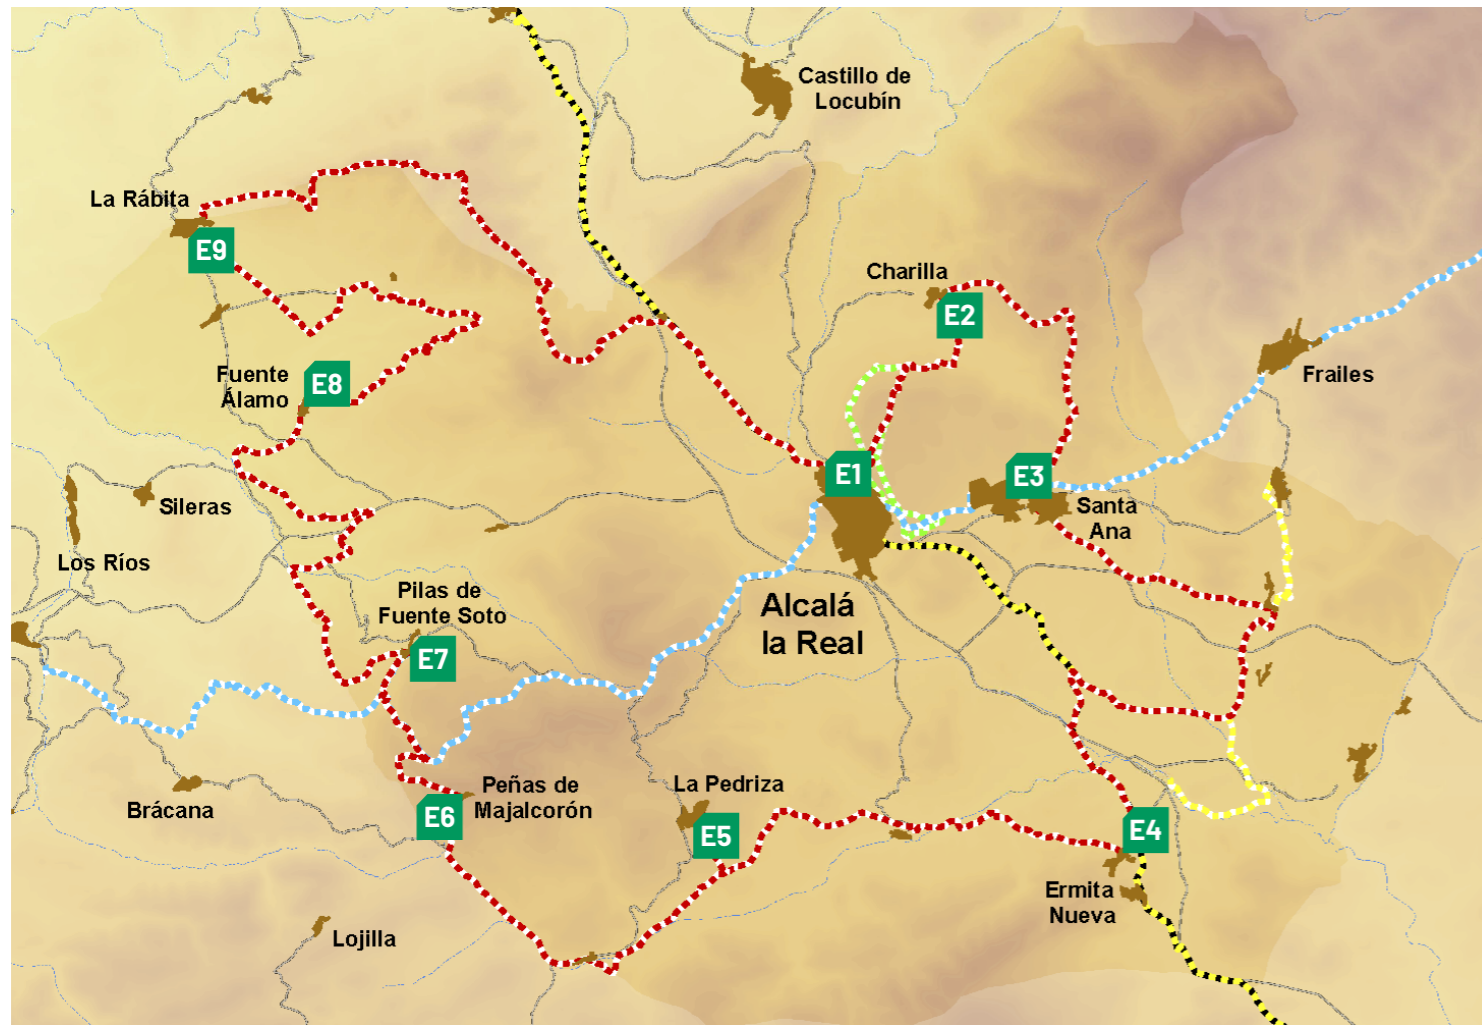 Castillo de
Locubín
La Rábita
E9
Charilla
E2
Frailes
Fuente
Álamo
E8
E1
E3
Santa
Ana
Sileras
Los Ríos
Pilas de
Fuente Soto
E7
Alcalá
la Real
Brácana
Peñas de
Majalcorón
E6
La Pedriza
E5
E4
Ermita
Nueva
Lojilla